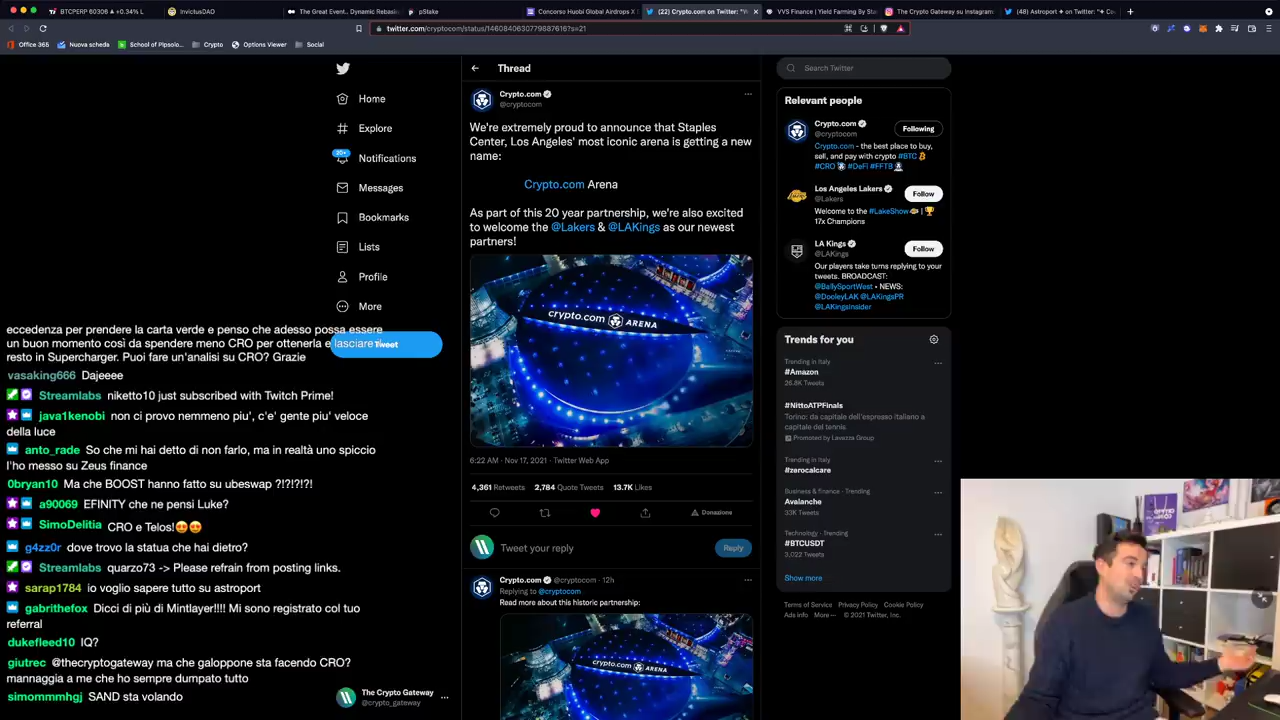 BTCPERP 60306 ▲ +0.34% L
InvictusDAO
The Great Event.. Dynamic Rebasin
pStake
Concorso Huobi Global Airdrops X
(22) Crypto.com on Twitter: "W
VVS Finance | Yield Farming By Sta
The Crypto Gateway su Instagram
(48) Astroport ✦ on Twitter: "✦ Ca
twitter.com/cryptocom/status/1460840630779887616?s=21
Office 365
Nuova scheda
School of Pipsolo...
Crypto
Options Viewer
Social
Home
Explore
20+
Notifications
Messages
Bookmarks
Lists
Profile
More
Tweet
Thread
Crypto.com
@cryptocom
We're extremely proud to announce that Staples
Center, Los Angeles' most iconic arena is getting a new
name:
Crypto.com Arena
As part of this 20 year partnership, we're also excited
to welcome the @Lakers & @LAKings as our newest
partners!
crypto.com ARENA
6:22 AM · Nov 17, 2021 · Twitter Web App
4,361 Retweets 2,784 Quote Tweets 13.7K Likes
Donazione
Tweet your reply
Reply
Crypto.com @cryptocom · 12h
Replying to @cryptocom
Read more about this historic partnership:
crypto.com ARENA
Search Twitter
Relevant people
Crypto.com
@cryptocom
Following
Crypto.com - the best place to buy,
sell, and pay with crypto #BTC
#CRO #DeFi #FFTB
Los Angeles Lakers
@Lakers
Follow
Welcome to the #LakeShow |
17x Champions
LA Kings
@LAKings
Follow
Our players take turns replying to your
tweets. BROADCAST:
@BallySportWest • NEWS:
@DooleyLAK @LAKingsPR
@LAKingsInsider
Trends for you
Trending in Italy
#Amazon
26.8K Tweets
#NittoATPFinals
Torino: da capitale dell'espresso italiano a
capitale del tennis
Promoted by Lavazza Group
Trending in Italy
#zerocalcare
Business & finance · Trending
Avalanche
33K Tweets
Technology · Trending
#BTCUSDT
3,022 Tweets
Show more
Terms of Service Privacy Policy Cookie Policy
Ads info More ··· © 2021 Twitter, Inc.
eccedenza per prendere la carta verde e penso che adesso possa essere
un buon momento così da spendere meno CRO per ottenerla e lasciare il
resto in Supercharger. Puoi fare un'analisi su CRO? Grazie
vasaking666 Dajeeee
Streamlabs niketto10 just subscribed with Twitch Prime!
java1kenobi non ci provo nemmeno piu', c'e' gente piu' veloce
della luce
anto_rade so che mi hai detto di non farlo, ma in realtà uno spiccio
l'ho messo su Zeus finance
0bryan10 Ma che BOOST hanno fatto su ubeswap ?!?!?!?!
a90069 EFINITY che ne pensi Luke?
SimoDelitia CRO e Telos!😍😍
g4zz0r dove trovo la statua che hai dietro?
Streamlabs quarzo73 -> Please refrain from posting links.
sarap1784 io voglio sapere tutto su astroport
gabrithefox Dicci di più di Mintlayer!!!! Mi sono registrato col tuo
referral
dukefleed10 IQ?
giutrec @thecryptogateway ma che galoppone sta facendo CRO?
mannaggia a me che ho sempre dumpato tutto
simommmhgj SAND sta volando
The Crypto Gateway
@crypto_gateway